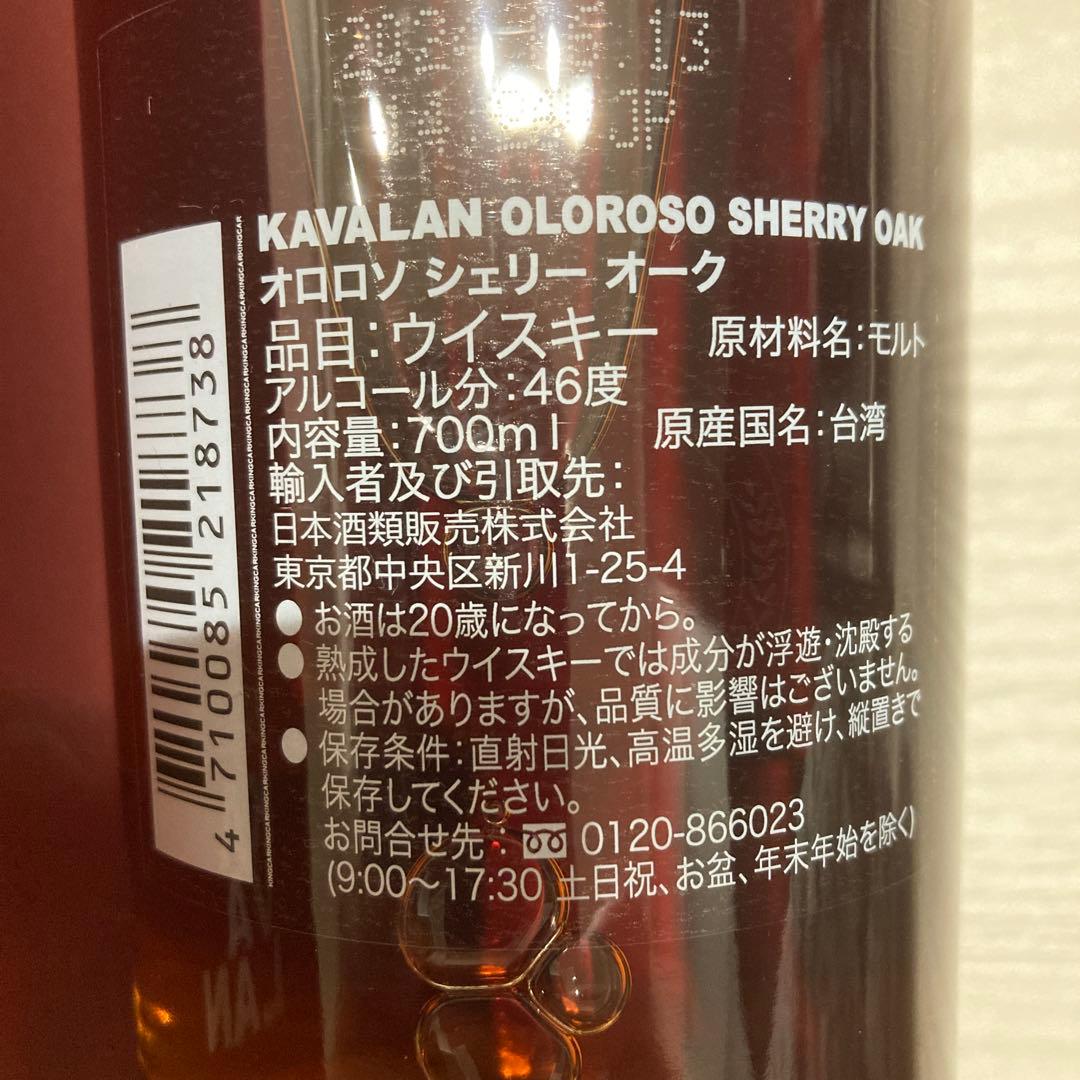 KAVALAN OLOROSO SHERRY OAK
オロロソ シェリー オーク
品目:ウイスキー 原材料名:モルト
アルコール分:46度
内容量:700ml 原産国名:台湾
輸入者及び引取先:
日本酒類販売株式会社
東京都中央区新川1-25-4
●お酒は20歳になってから。
●熟成したウイスキーでは成分が浮遊・沈殿する
場合がありますが、品質に影響はございません。
●保存条件:直射日光、高温多湿を避け、縦置きで
保存してください。
お問合せ先: 0120-866023
(9:00～17:30 土日祝、お盆、年末年始を除く)
4 710085 218738